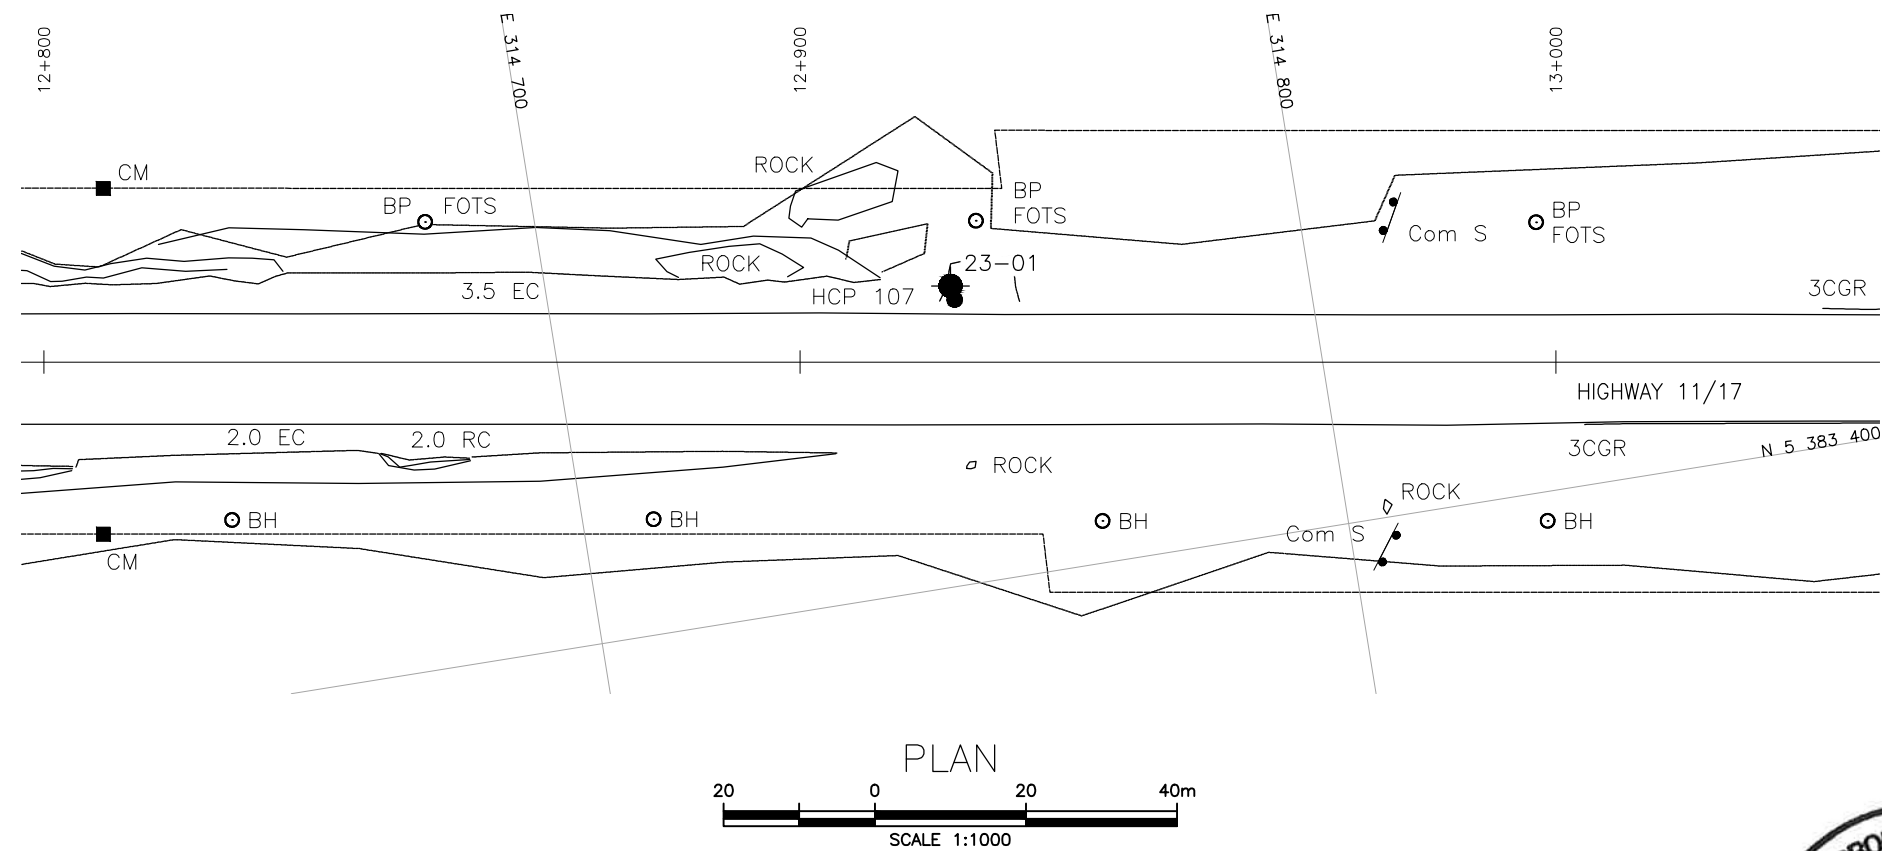 12+800
E 314 700
12+900
E 314 800
13+000
CM
ROCK
BP FOTS
BP
FOTS
BP
FOTS
Com S
ROCK
23-01
3.5 EC
HCP 107
3CGR
HIGHWAY 11/17
2.0 EC
2.0 RC
ROCK
3CGR
N 5 383 400
ROCK
BH
BH
BH
Com S
BH
CM
PLAN
20 0 20 40m
SCALE 1:1000